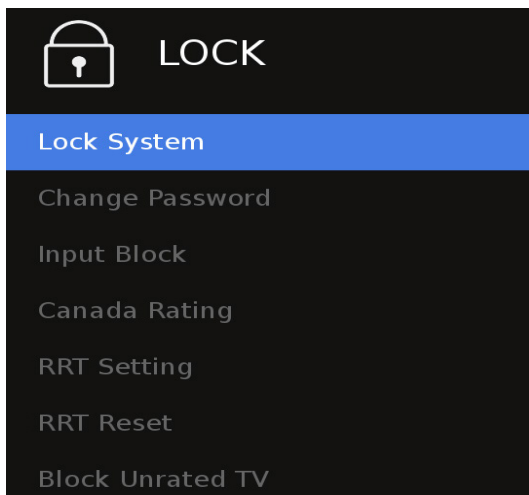 LOCK
Lock System
Change Password
Input Block
Canada Rating
RRT Setting
RRT Reset
Block Unrated TV